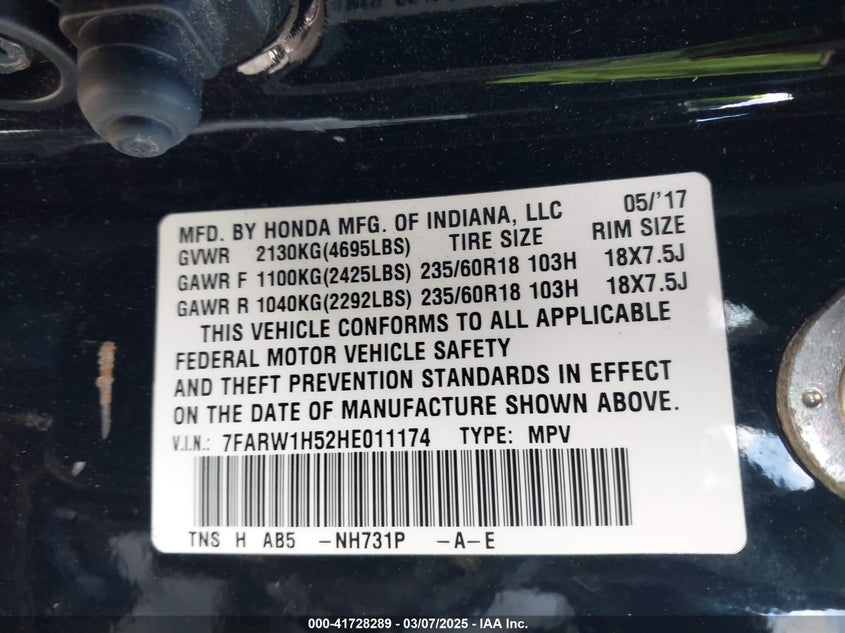 MFD. BY HONDA MFG. OF INDIANA, LLC 05/'17
GVWR 2130KG(4695LBS) TIRE SIZE RIM SIZE
GAWR F 1100KG(2425LBS) 235/60R18 103H 18X7.5J
GAWR R 1040KG(2292LBS) 235/60R18 103H 18X7.5J
THIS VEHICLE CONFORMS TO ALL APPLICABLE
FEDERAL MOTOR VEHICLE SAFETY
AND THEFT PREVENTION STANDARDS IN EFFECT
ON THE DATE OF MANUFACTURE SHOWN ABOVE.
V.I.N.: 7FARW1H52HE011174 TYPE: MPV
TNS H AB5 -NH731P -A-E
000-41728289 - 03/07/2025 - IAA Inc.